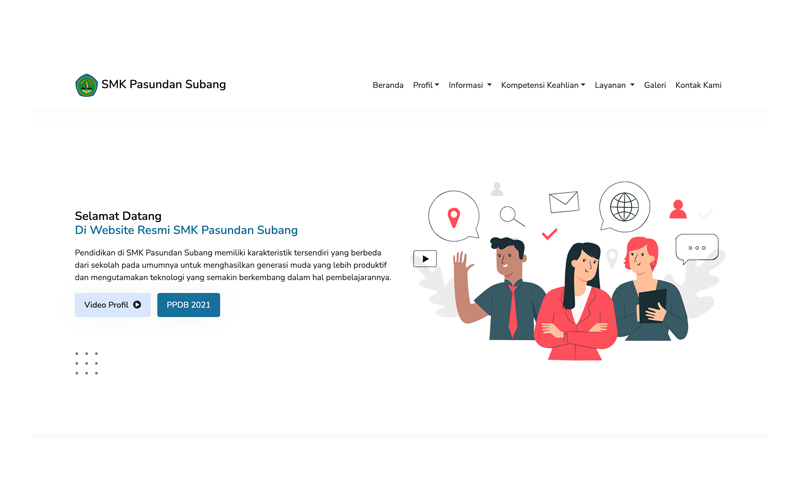 SMK Pasundan Subang
Beranda Profil Informasi Kompetensi Keahlian Layanan Galeri Kontak Kami
Selamat Datang
Di Website Resmi SMK Pasundan Subang
Pendidikan di SMK Pasundan Subang memiliki karakteristik tersendiri yang berbeda
dari sekolah pada umumnya untuk menghasilkan generasi muda yang lebih produktif
dan mengutamakan teknologi yang semakin berkembang dalam hal pembelajarannya.
Video Profil PPDB 2021